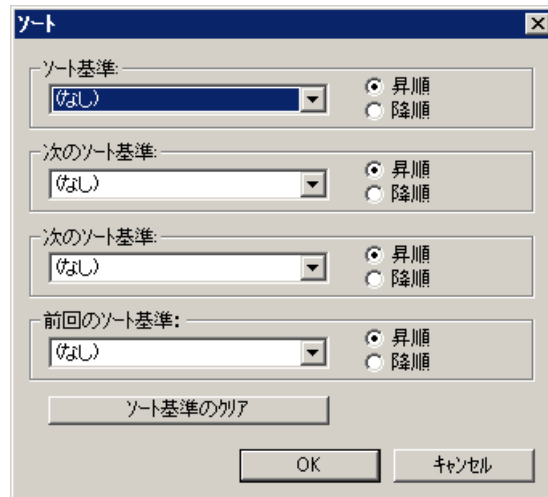 ソート
ソート基準:
(なし)
昇順
降順
次のソート基準:
(なし)
昇順
降順
次のソート基準:
(なし)
昇順
降順
前回のソート基準:
(なし)
昇順
降順
ソート基準のクリア
OK
キャンセル